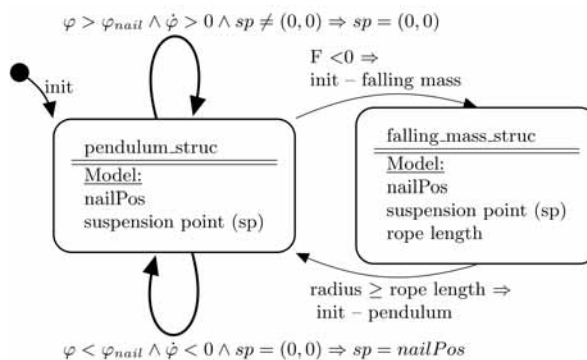 φ > φ_nail ∧ φ̇ > 0 ∧ sp ≠ (0, 0) ⇒ sp = (0, 0)
init
F <0 ⇒
init – falling mass
pendulum_struc
Model:
nailPos
suspension point (sp)
falling_mass_struc
Model:
nailPos
suspension point (sp)
rope length
radius ≥ rope length ⇒
init – pendulum
φ < φ_nail ∧ φ̇ < 0 ∧ sp = (0, 0) ⇒ sp = nailPos